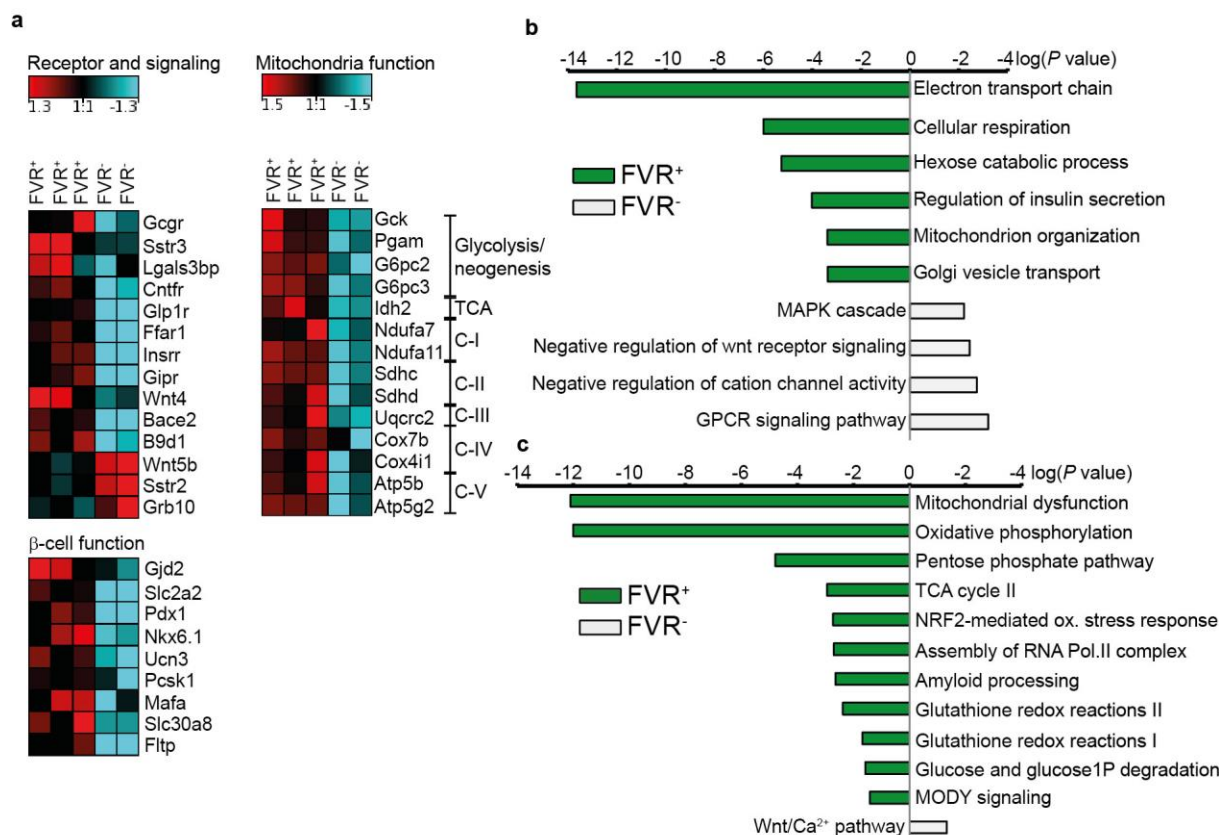 a
Receptor and signaling
1.3 1:1 -1.3
FVR⁺ FVR⁺ FVR⁺ FVR⁻ FVR⁻
Gcgr
Sstr3
Lgals3bp
Cntfr
Glp1r
Ffar1
Insrr
Gipr
Wnt4
Bace2
B9d1
Wnt5b
Sstr2
Grb10
β-cell function
Gjd2
Slc2a2
Pdx1
Nkx6.1
Ucn3
Pcsk1
Mafa
Slc30a8
Fltp
Mitochondria function
1.5 1:1 -1.5
FVR⁺ FVR⁺ FVR⁺ FVR⁻ FVR⁻
Gck
Pgam
G6pc2
G6pc3
Idh2
Ndufa7
Ndufa11
Sdhc
Sdhd
Uqcrc2
Cox7b
Cox4i1
Atp5b
Atp5g2
Glycolysis/
neogenesis
TCA
C-I
C-II
C-III
C-IV
C-V
b
-14 -12 -10 -8 -6 -4 -2 0 -2 -4 log(P value)
Electron transport chain
Cellular respiration
Hexose catabolic process
Regulation of insulin secretion
Mitochondrion organization
Golgi vesicle transport
MAPK cascade
Negative regulation of wnt receptor signaling
Negative regulation of cation channel activity
GPCR signaling pathway
FVR⁺
FVR⁻
c
-14 -12 -10 -8 -6 -4 -2 0 -2 -4 log(P value)
Mitochondrial dysfunction
Oxidative phosphorylation
Pentose phosphate pathway
TCA cycle II
NRF2-mediated ox. stress response
Assembly of RNA Pol.II complex
Amyloid processing
Glutathione redox reactions II
Glutathione redox reactions I
Glucose and glucose1P degradation
MODY signaling
Wnt/Ca²⁺ pathway
FVR⁺
FVR⁻